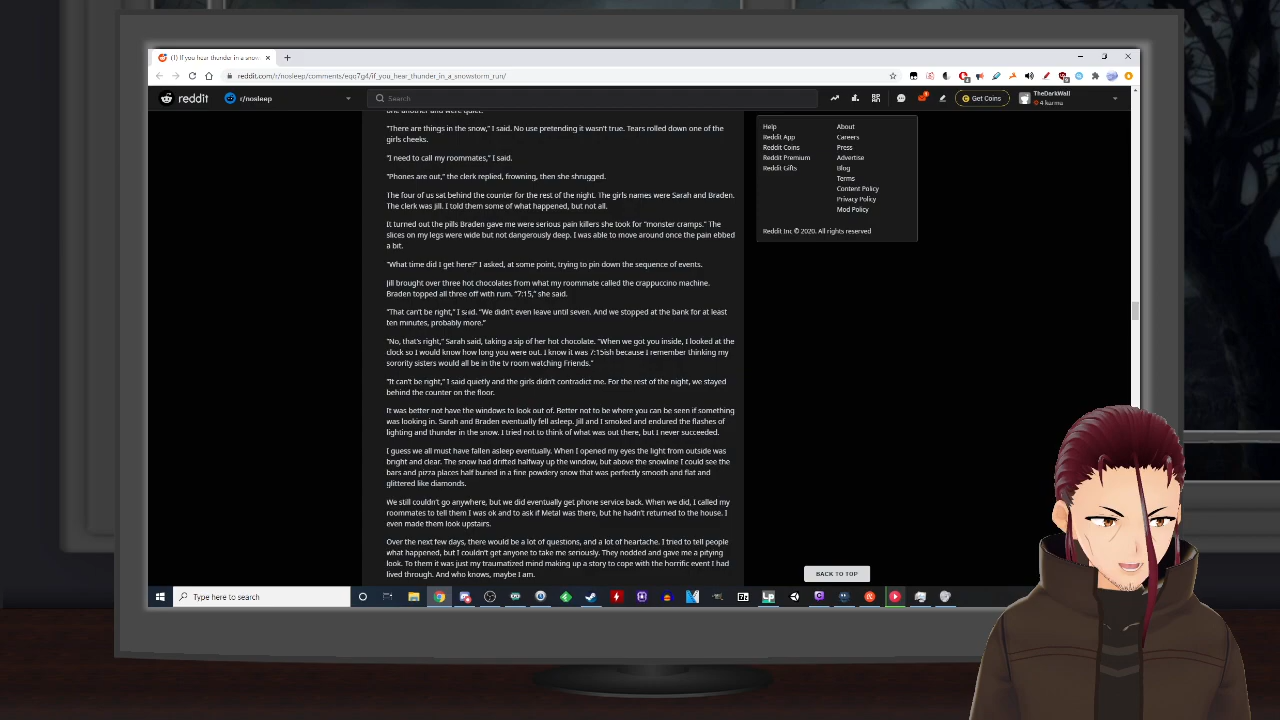 (1) If you hear thunder in a snow
reddit.com/r/nosleep/comments/eqo7g4/if_you_hear_thunder_in_a_snowstorm_run/
reddit
r/nosleep
Search
Get Coins
TheDarkWall
4 karma
one another and were quiet.
"There are things in the snow," I said. No use pretending it wasn't true. Tears rolled down one of the
girls cheeks.
"I need to call my roommates," I said.
"Phones are out," the clerk replied, frowning, then she shrugged.
The four of us sat behind the counter for the rest of the night. The girls names were Sarah and Braden.
The clerk was Jill. I told them some of what happened, but not all.
It turned out the pills Braden gave me were serious pain killers she took for "monster cramps." The
slices on my legs were wide but not dangerously deep. I was able to move around once the pain ebbed
a bit.
"What time did I get here?" I asked, at some point, trying to pin down the sequence of events.
Jill brought over three hot chocolates from what my roommate called the crappuccino machine.
Braden topped all three off with rum. "7:15," she said.
"That can't be right," I said. "We didn't even leave until seven. And we stopped at the bank for at least
ten minutes, probably more."
"No, that's right," Sarah said, taking a sip of her hot chocolate. "When we got you inside, I looked at the
clock so I would know how long you were out. I know it was 7:15ish because I remember thinking my
sorority sisters would all be in the tv room watching Friends."
"It can't be right," I said quietly and the girls didn't contradict me. For the rest of the night, we stayed
behind the counter on the floor.
It was better not have the windows to look out of. Better not to be where you can be seen if something
was looking in. Sarah and Braden eventually fell asleep. Jill and I smoked and endured the flashes of
lighting and thunder in the snow. I tried not to think of what was out there, but I never succeeded.
I guess we all must have fallen asleep eventually. When I opened my eyes the light from outside was
bright and clear. The snow had drifted halfway up the window, but above the snowline I could see the
bars and pizza places half buried in a fine powdery snow that was perfectly smooth and flat and
glittered like diamonds.
We still couldn't go anywhere, but we did eventually get phone service back. When we did, I called my
roommates to tell them I was ok and to ask if Metal was there, but he hadn't returned to the house. I
even made them look upstairs.
Over the next few days, there would be a lot of questions, and a lot of heartache. I tried to tell people
what happened, but I couldn't get anyone to take me seriously. They nodded and gave me a pitying
look. To them it was just my traumatized mind making up a story to cope with the horrific event I had
lived through. And who knows, maybe I am.
Help
Reddit App
Reddit Coins
Reddit Premium
Reddit Gifts
About
Careers
Press
Advertise
Blog
Terms
Content Policy
Privacy Policy
Mod Policy
Reddit Inc © 2020. All rights reserved
BACK TO TOP
Type here to search